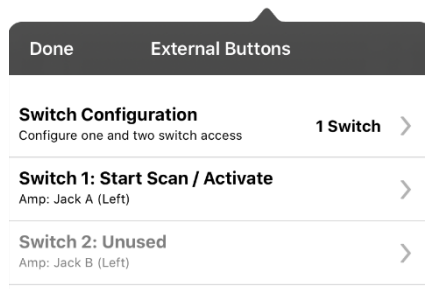 Done External Buttons
Switch Configuration
Configure one and two switch access
1 Switch
Switch 1: Start Scan / Activate
Amp: Jack A (Left)
Switch 2: Unused
Amp: Jack B (Left)